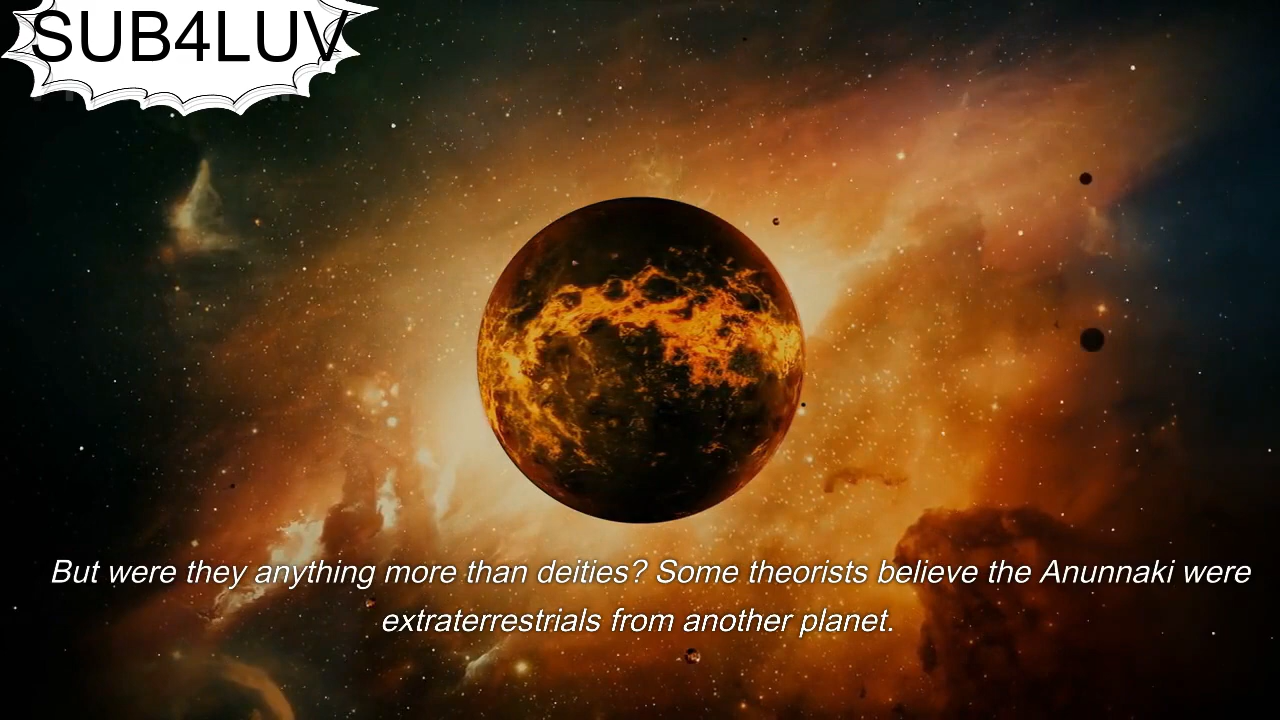 SUB4LUV
But were they anything more than deities? Some theorists believe the Anunnaki were
extraterrestrials from another planet.